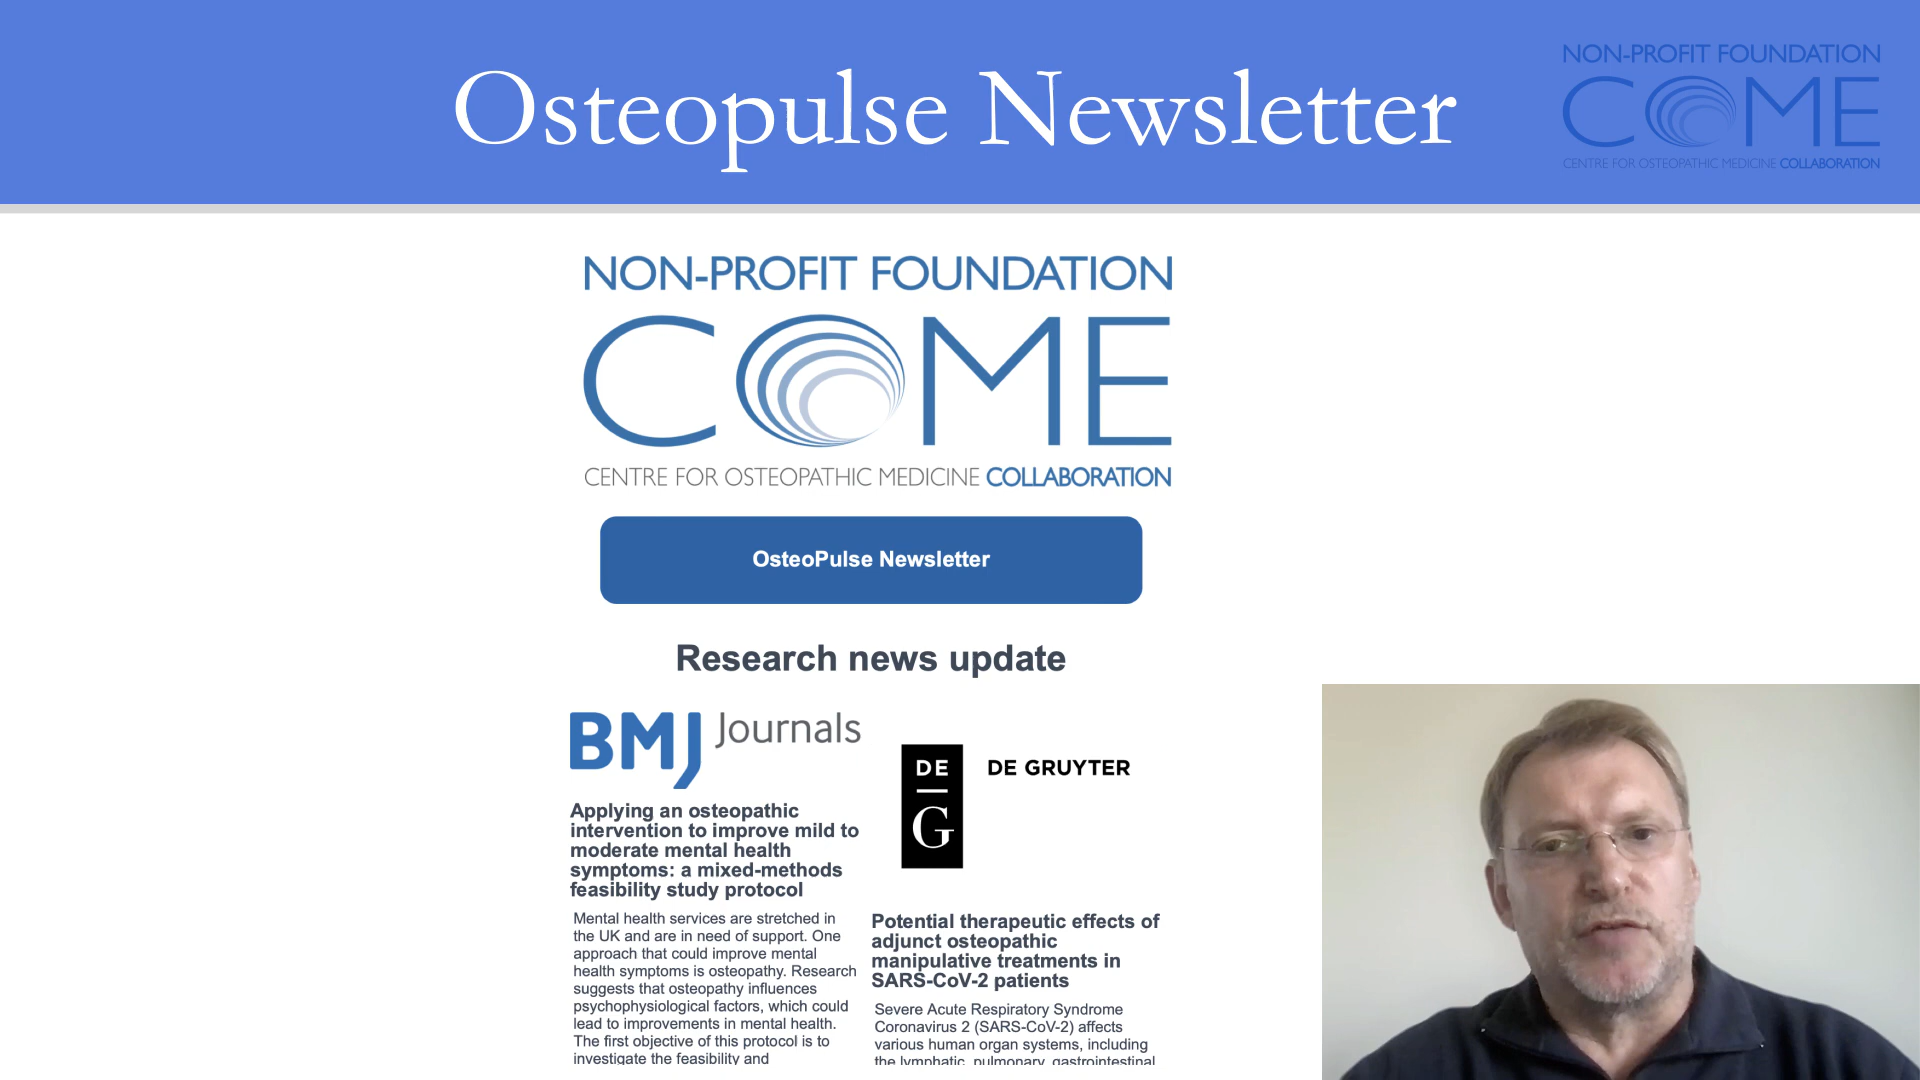 Osteopulse Newsletter
NON-PROFIT FOUNDATION
COME
CENTRE FOR OSTEOPATHIC MEDICINE COLLABORATION
NON-PROFIT FOUNDATION
COME
CENTRE FOR OSTEOPATHIC MEDICINE COLLABORATION
OsteoPulse Newsletter
Research news update
BMJ Journals
Applying an osteopathic
intervention to improve mild to
moderate mental health
symptoms: a mixed-methods
feasibility study protocol
Mental health services are stretched in
the UK and are in need of support. One
approach that could improve mental
health symptoms is osteopathy. Research
suggests that osteopathy influences
psychophysiological factors, which could
lead to improvements in mental health.
The first objective of this protocol is to
investigate the feasibility and
DE
G
DE GRUYTER
Potential therapeutic effects of
adjunct osteopathic
manipulative treatments in
SARS-CoV-2 patients
Severe Acute Respiratory Syndrome
Coronavirus 2 (SARS-CoV-2) affects
various human organ systems, including
the lymphatic, pulmonary, gastrointestinal